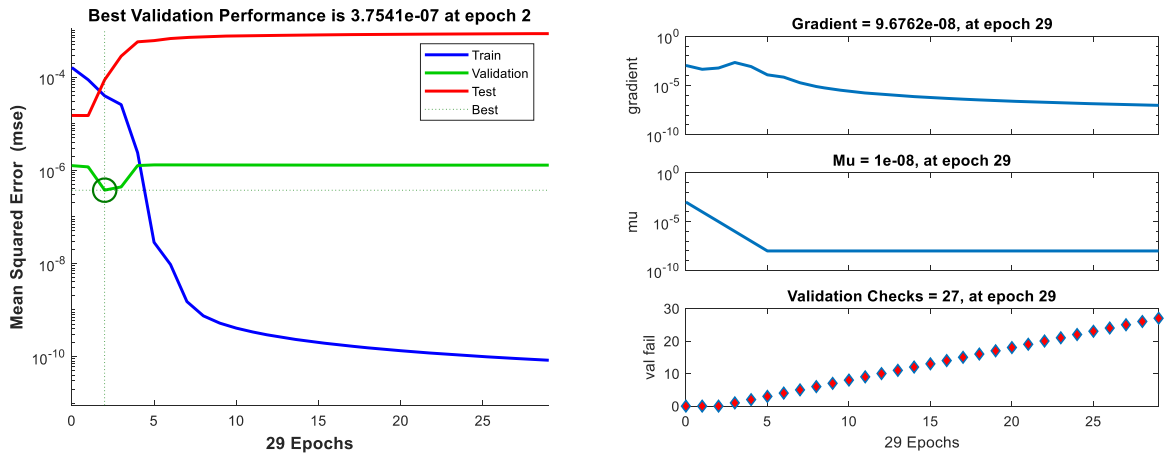 Best Validation Performance is 3.7541e-07 at epoch 2
Mean Squared Error (mse)
10-4
10-6
10-8
10-10
Train
Validation
Test
Best
0 5 10 15 20 25
29 Epochs
Gradient = 9.6762e-08, at epoch 29
gradient
100
10-5
10-10
Mu = 1e-08, at epoch 29
mu
100
10-5
10-10
Validation Checks = 27, at epoch 29
val fail
30
20
10
0
0 5 10 15 20 25
29 Epochs